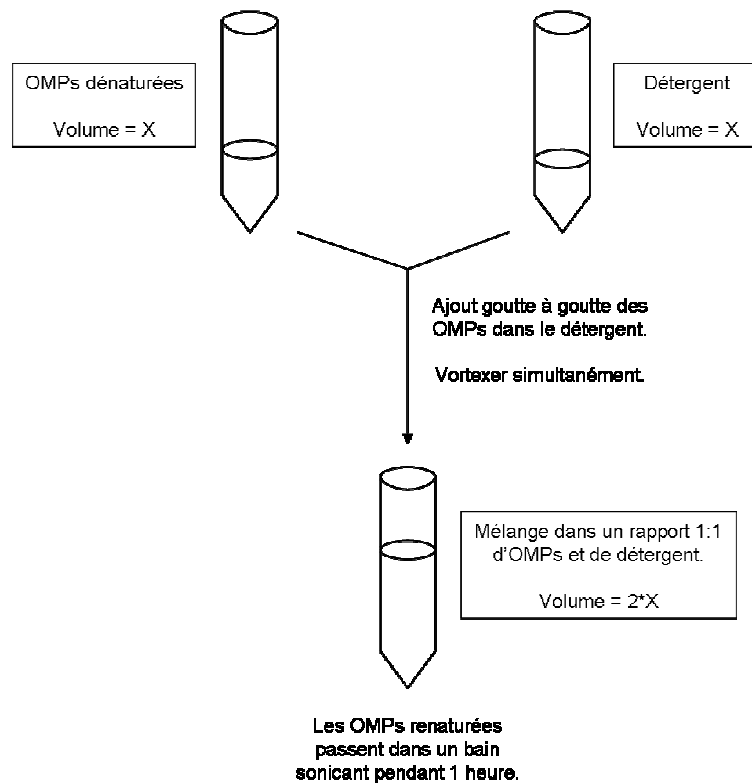 OMPs dénaturées
Volume = X
Détergent
Volume = X
Ajout goutte à goutte des
OMPs dans le détergent.
Vortexer simultanément.
Mélange dans un rapport 1:1
d'OMPs et de détergent.
Volume = 2*X
Les OMPs renaturées
passent dans un bain
sonicant pendant 1 heure.